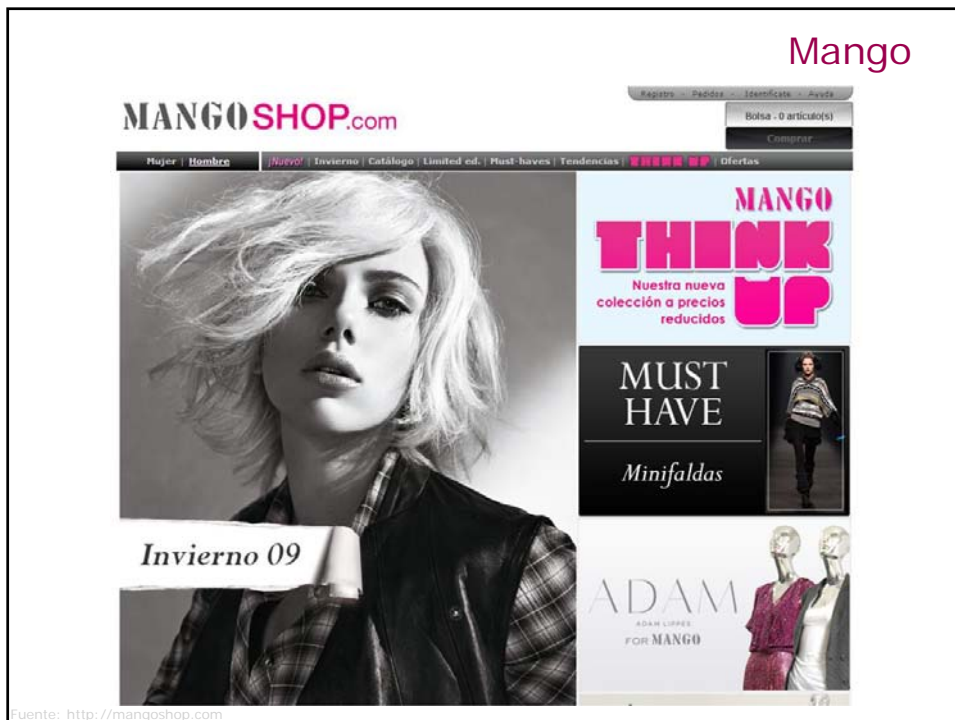 Mango
MANGO SHOP.com
Registro - Pedidos - Identifícate - Ayuda
Bolsa - 0 artículo(s)
Comprar
Mujer | Hombre
¡Nuevo! | Invierno | Catálogo | Limited ed. | Must-haves | Tendencias | THINK UP | Ofertas
MANGO
THINK
UP
Nuestra nueva
colección a precios
reducidos
MUST
HAVE
Minifaldas
Invierno 09
ADAM
ADAM LIPPES
FOR MANGO
Fuente: http://mangoshop.com